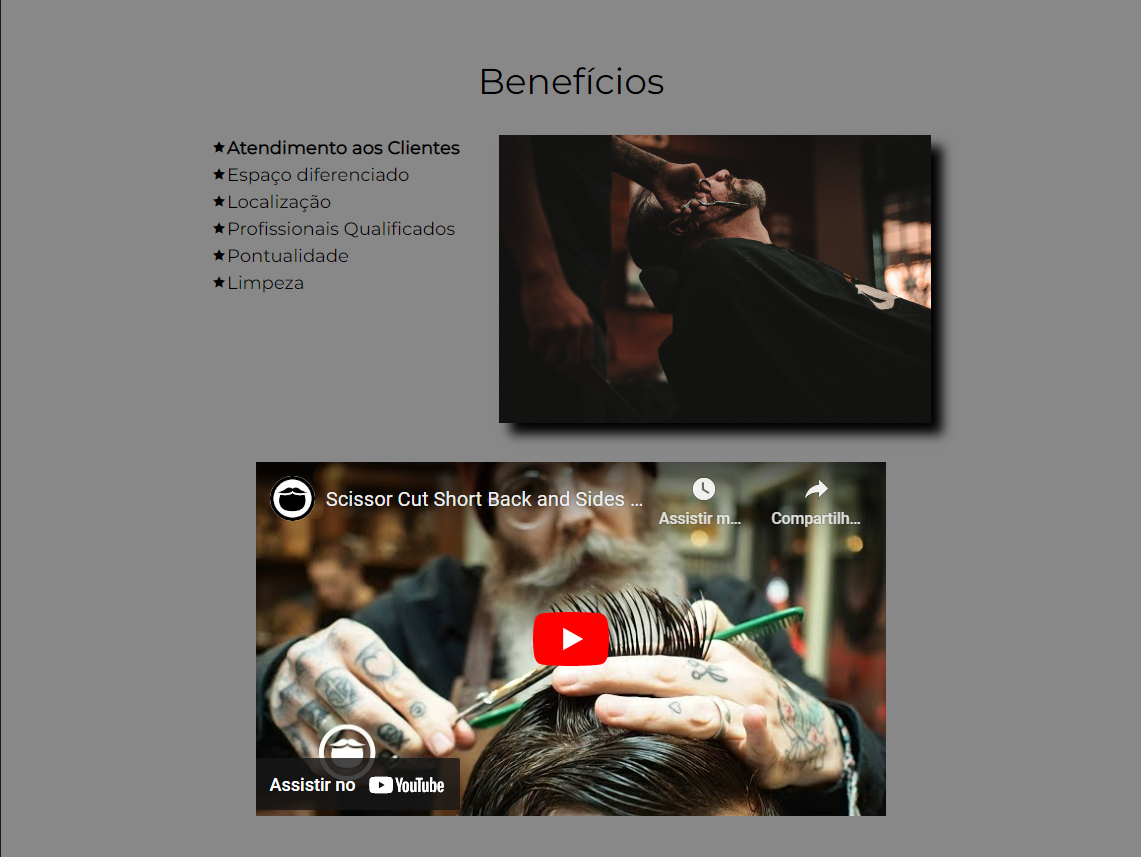 Benefícios
★Atendimento aos Clientes
★Espaço diferenciado
★Localização
★Profissionais Qualificados
★Pontualidade
★Limpeza
Scissor Cut Short Back and Sides ...
Assistir m...
Compartilh...
Assistir no YouTube